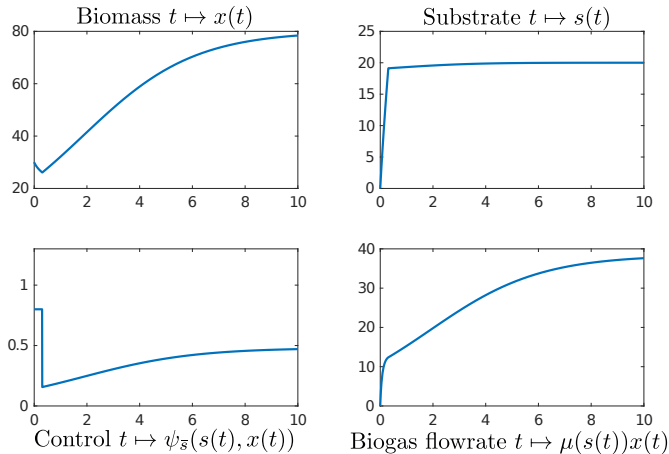 Biomass t ↦ x(t)
80
60
40
20
0 2 4 6 8 10
Substrate t ↦ s(t)
25
20
15
10
5
0
0 2 4 6 8 10
1
0.5
0
0 2 4 6 8 10
Control t ↦ ψ_s̄(s(t), x(t))
40
30
20
10
0
0 2 4 6 8 10
Biogas flowrate t ↦ μ(s(t))x(t)